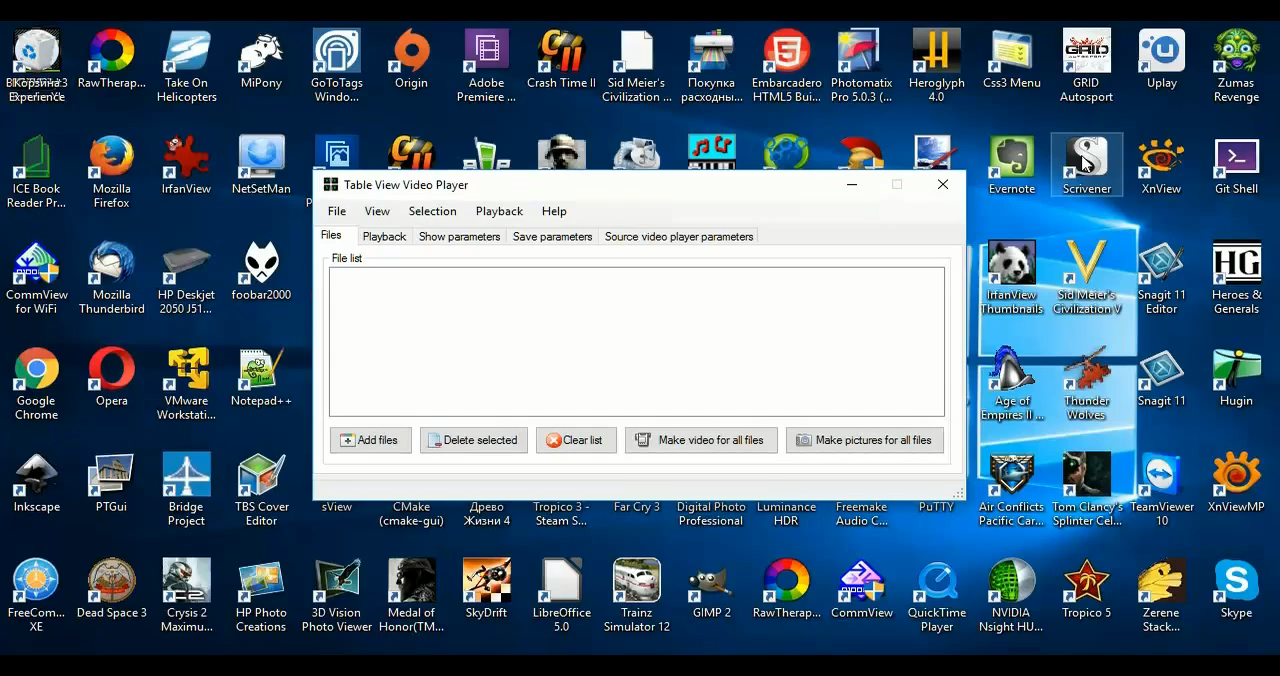 Корзина
RawTherap...
Take On
Helicopters
MiPony
GoToTags
Windo...
Origin
Adobe
Premiere ...
Crash Time II
Sid Meier's
Civilization ...
Покупка
расходны...
Embarcadero
HTML5 Bui...
Photomatix
Pro 5.0.3 (...
Heroglyph
4.0
Css3 Menu
GRID
Autosport
Uplay
Zumas
Revenge
ICE Book
Reader Pr...
Mozilla
Firefox
IrfanView
NetSetMan
Evernote
Scrivener
XnView
Git Shell
Table View Video Player
File View Selection Playback Help
Files Playback Show parameters Save parameters Source video player parameters
File list
Add files Delete selected Clear list Make video for all files Make pictures for all files
CommView
for WiFi
Mozilla
Thunderbird
HP Deskjet
2050 J51...
foobar2000
IrfanView
Thumbnails
Sid Meier's
Civilization V
Snagit 11
Editor
HG
Heroes &
Generals
Google
Chrome
Opera
VMware
Workstati...
Notepad++
Age of
Empires II ...
Thunder
Wolves
Snagit 11
Hugin
Inkscape
PTGui
Bridge
Project
TBS Cover
Editor
sView
CMake
(cmake-gui)
Древо
Жизни 4
Tropico 3 -
Steam S...
Far Cry 3
Digital Photo
Professional
Luminance
HDR
Freemake
Audio C...
PuTTY
Air Conflicts
Pacific Car...
Tom Clancy's
Splinter Cel...
TeamViewer
10
XnViewMP
FreeCom...
XE
Dead Space 3
Crysis 2
Maximu...
HP Photo
Creations
3D Vision
Photo Viewer
Medal of
Honor(TM...
SkyDrift
LibreOffice
5.0
Trainz
Simulator 12
GIMP 2
RawTherap...
CommView
QuickTime
Player
NVIDIA
Nsight HU...
Tropico 5
Zerene
Stack...
Skype